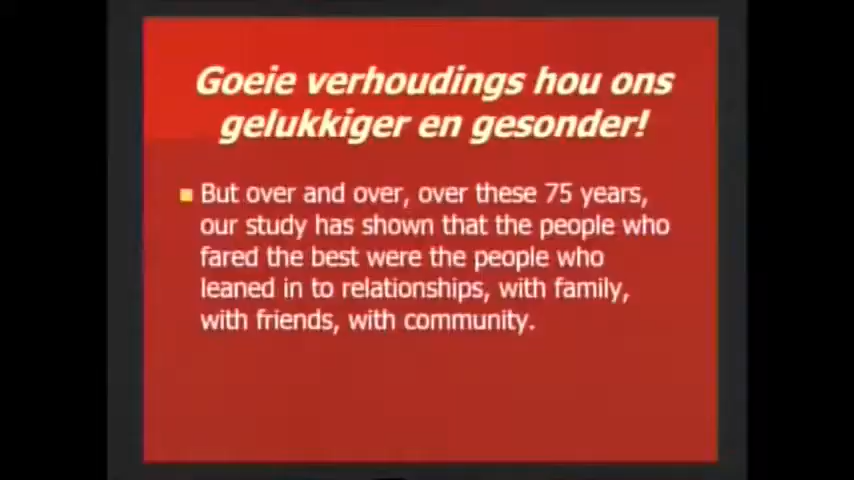 Goeie verhoudings hou ons
gelukkiger en gesonder!
But over and over, over these 75 years,
our study has shown that the people who
fared the best were the people who
leaned in to relationships, with family,
with friends, with community.